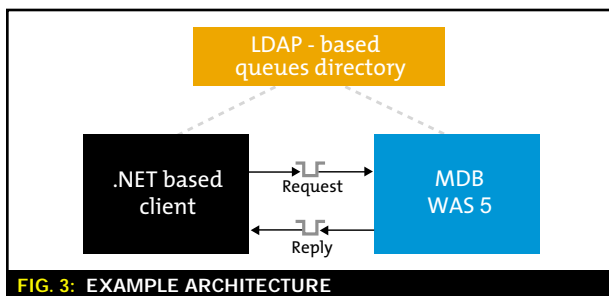 LDAP - based
queues directory
.NET based
client
Request
Reply
MDB
WAS 5
FIG. 3: EXAMPLE ARCHITECTURE